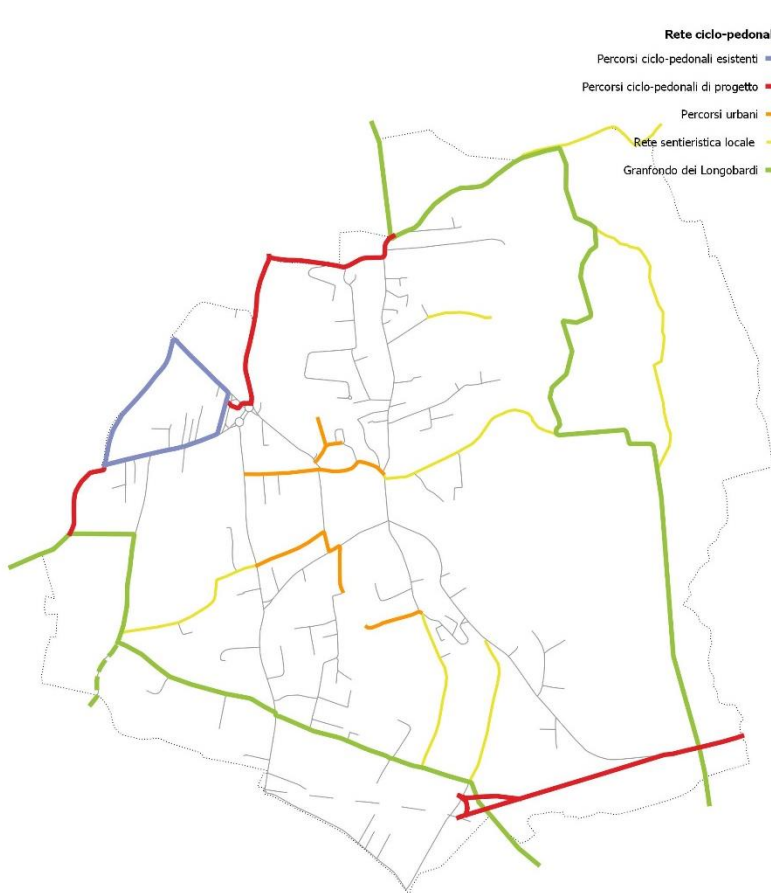 Rete ciclo-pedonal
Percorsi ciclo-pedonali esistenti
Percorsi ciclo-pedonali di progetto
Percorsi urbani
Rete sentieristica locale
Granfondo dei Longobardi